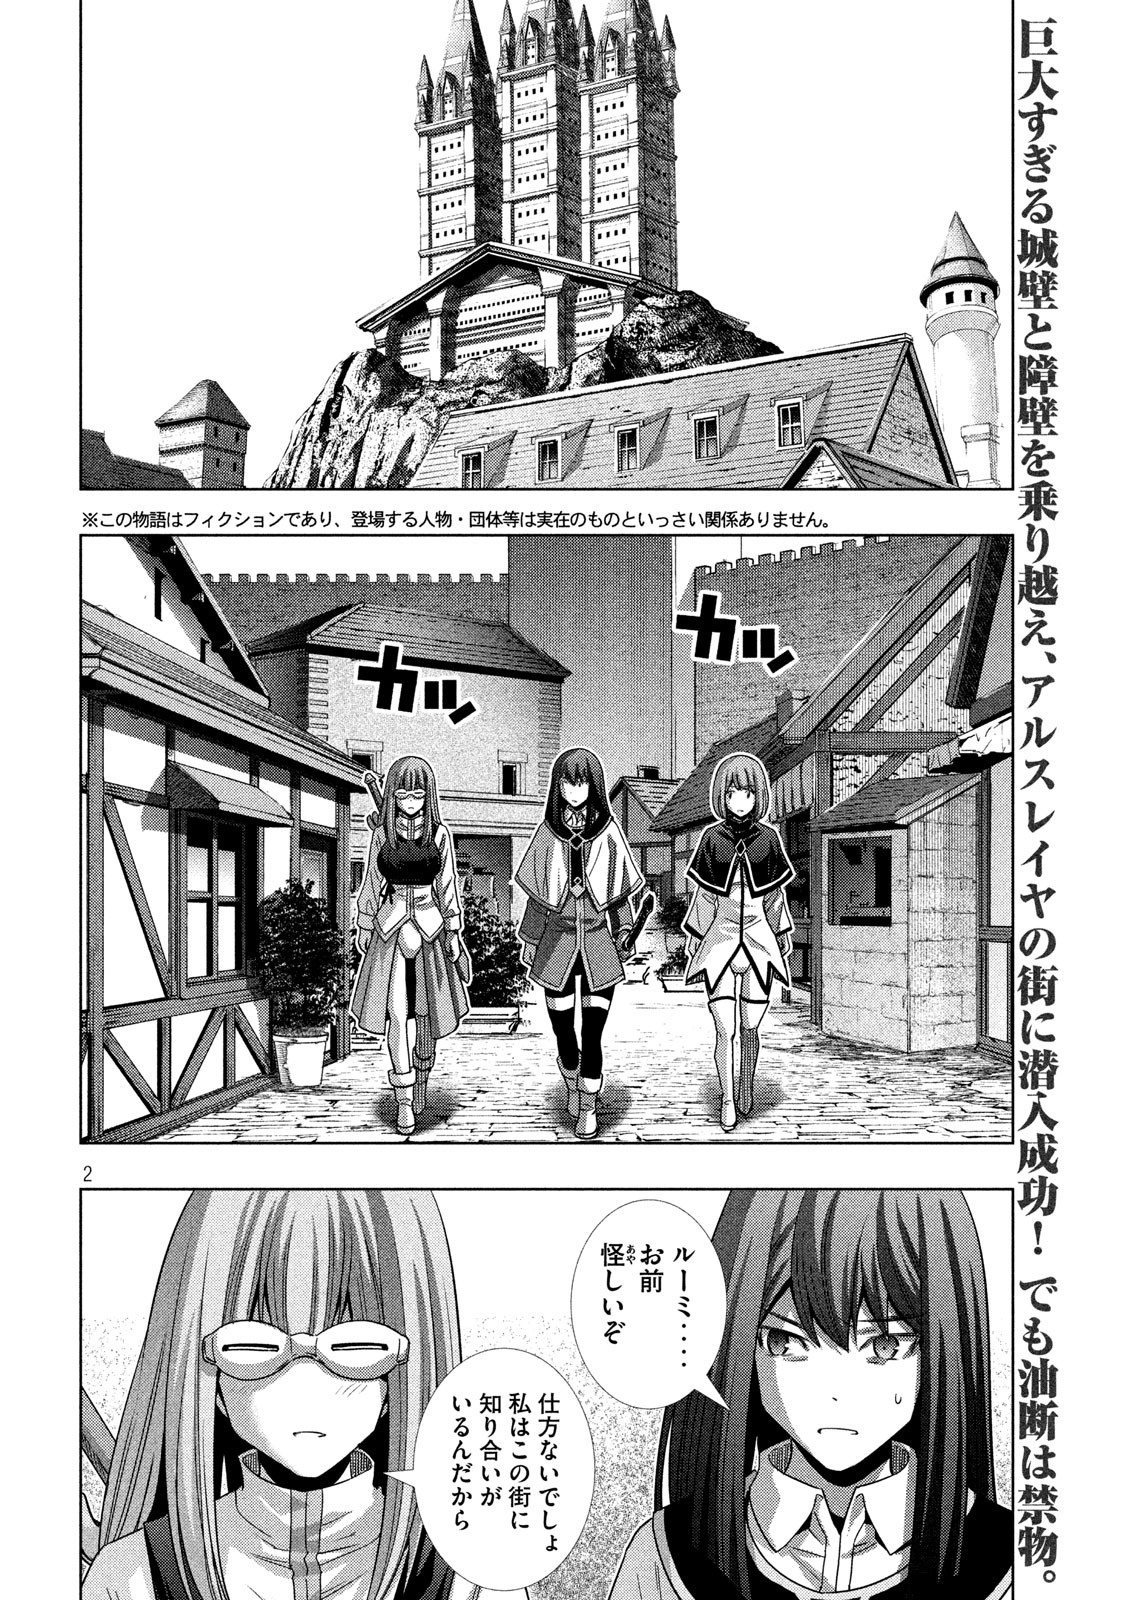 巨大すぎる城壁と障壁を乗り越え、アルスレイヤの街に潜入成功！ でも油断は禁物。
※この物語はフィクションであり、登場する人物・団体等は実在のものといっさい関係ありません。
カッ
カッ
2
ルーミ‥‥
お前
怪しいぞ
あや
仕方ないでしょ
私はこの街に
知り合いが
いるんだから